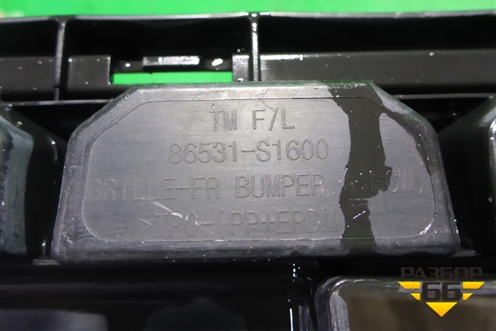 TM F/L
86531-S1600
GRILLE-FR BUMPER
>TPO-(PP+EPDM
РАЗБОР
66